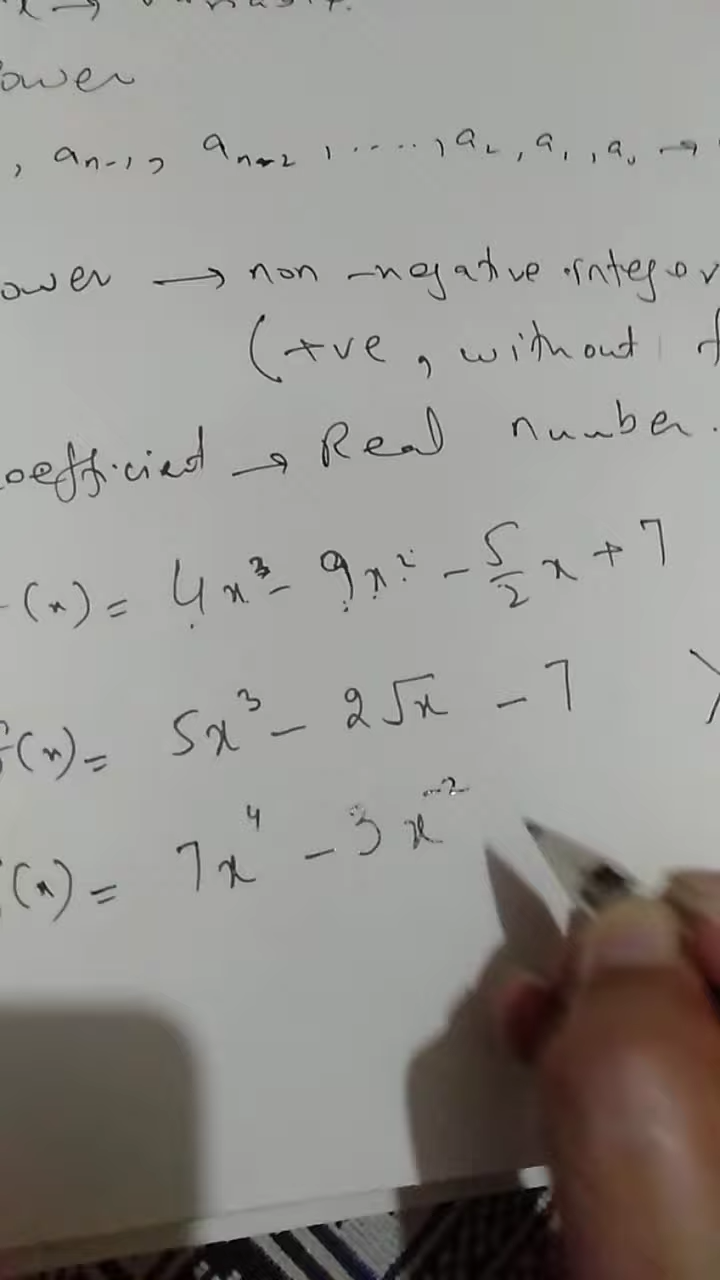 x → variable.
ower
, aₙ₋₁, aₙ₋₂, ....., a₂, a₁, a₀ →
ower → non-negative integer
(+ve, without
oefficient → Real number.
(x) = 4x³ - 9x² - 5/2 x + 7
f(x) = 5x³ - 2√x - 7
(x) = 7x⁴ - 3x⁻²